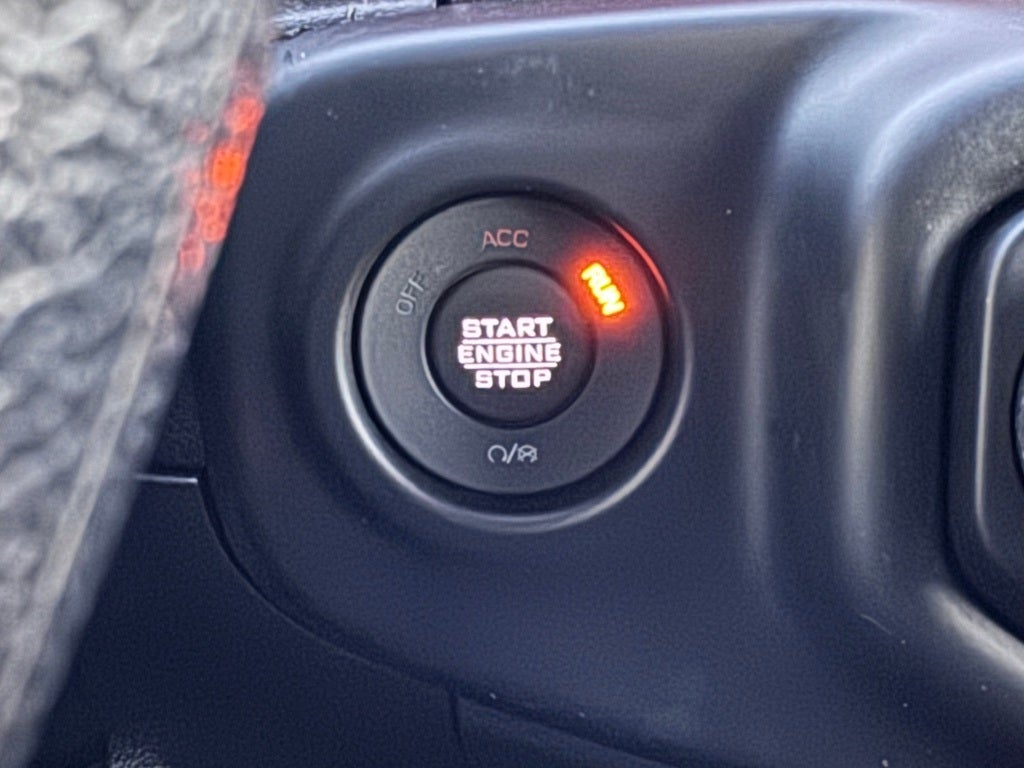 ACC
OFF
RUN
START
ENGINE
STOP